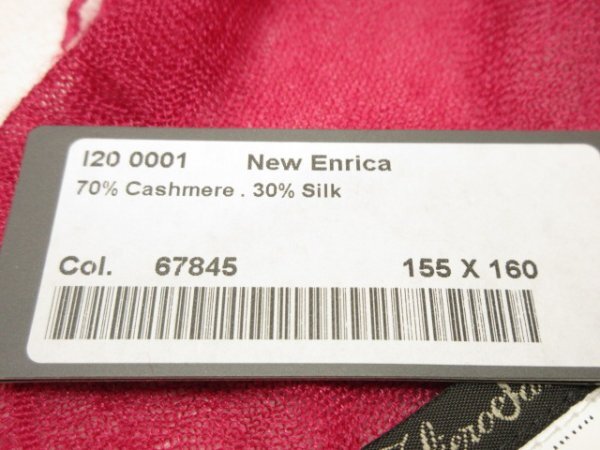 I20 0001 New Enrica
70% Cashmere . 30% Silk
Col. 67845 155 X 160